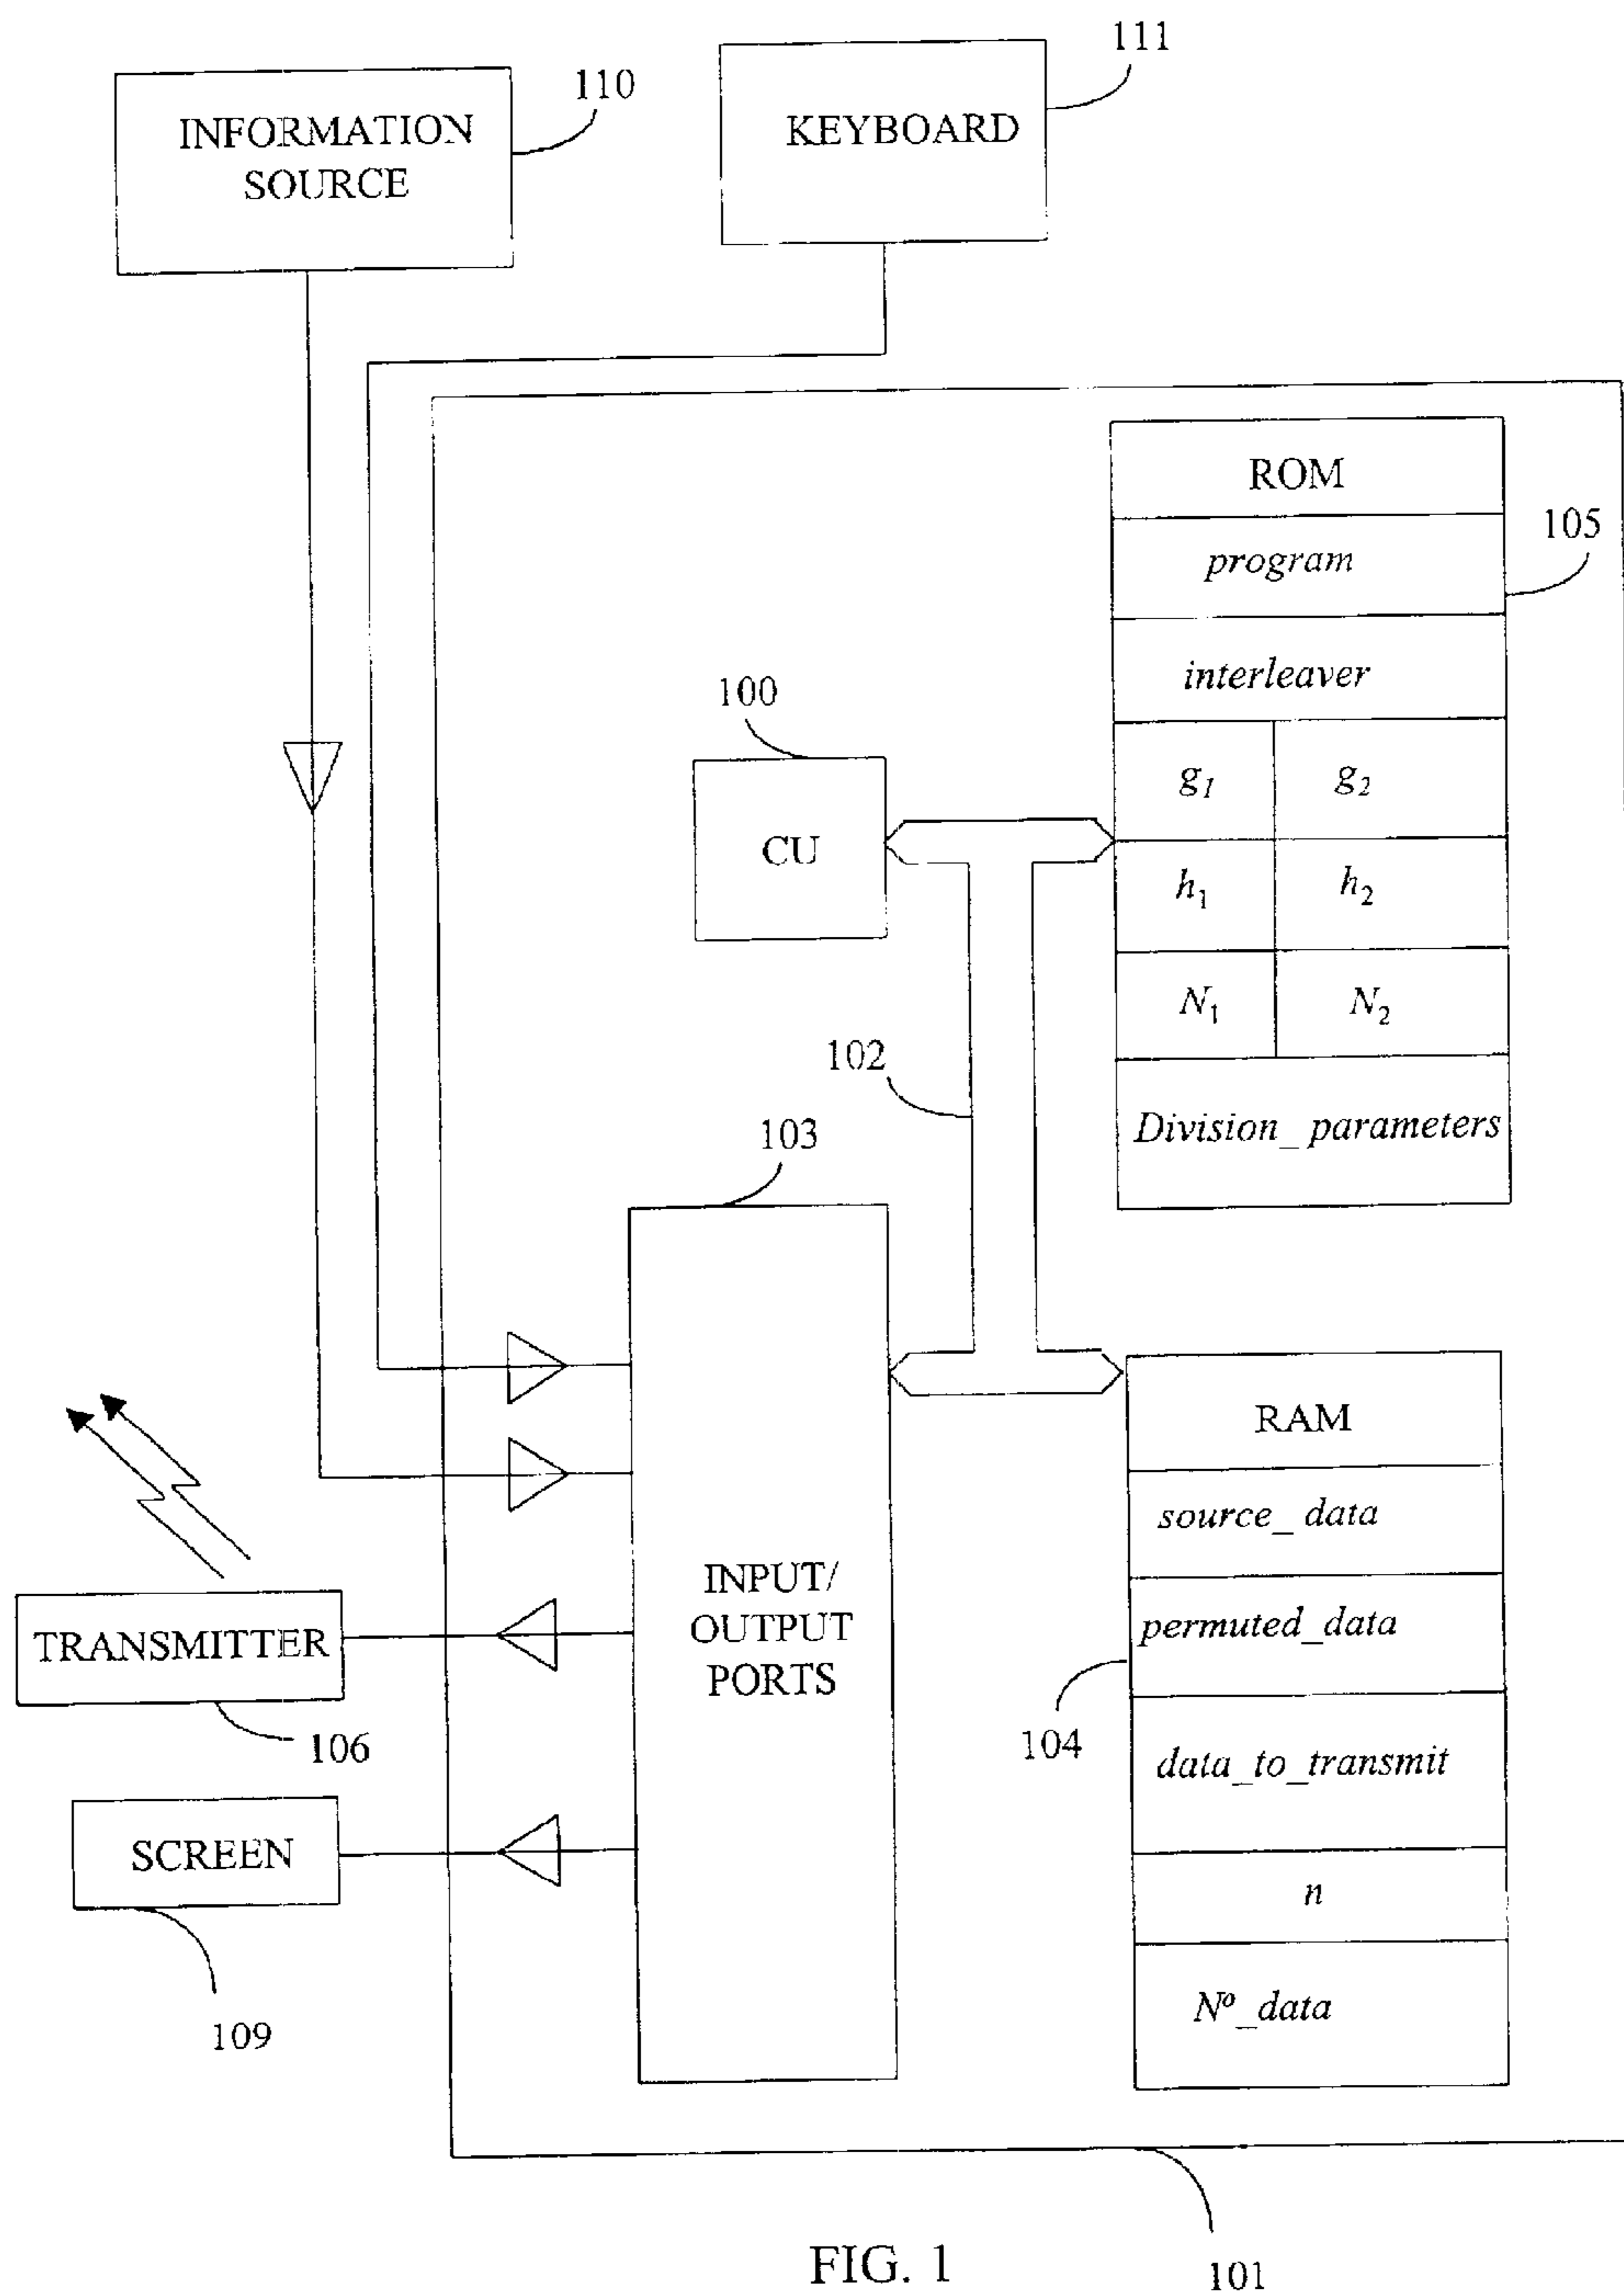 111
110
INFORMATION
SOURCE
KEYBOARD
ROM
105
program
interleaver
100
g₁ g₂
CU
h₁ h₂
N₁ N₂
102
103
Division_parameters
RAM
source_data
INPUT/
OUTPUT
PORTS
permuted_data
TRANSMITTER
106
104
data_to_transmit
SCREEN
n
109
Nº_data
FIG. 1
101